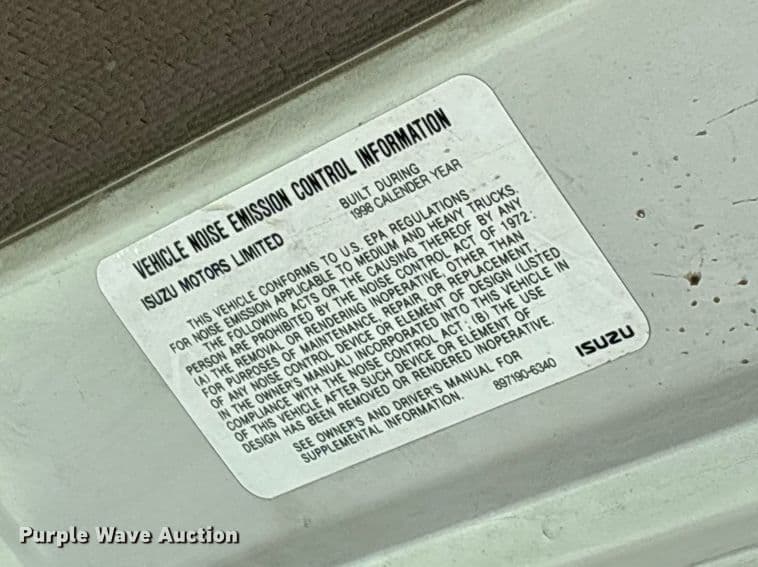 VEHICLE NOISE EMISSION CONTROL INFORMATION
ISUZU MOTORS LIMITED
BUILT DURING
1998 CALENDER YEAR
THIS VEHICLE CONFORMS TO U.S. EPA REGULATIONS
FOR NOISE EMISSION APPLICABLE TO MEDIUM AND HEAVY TRUCKS.
THE FOLLOWING ACTS OR THE CAUSING THEREOF BY ANY
PERSON ARE PROHIBITED BY THE NOISE CONTROL ACT OF 1972:
(A) THE REMOVAL OR RENDERING INOPERATIVE, OTHER THAN
FOR PURPOSES OF MAINTENANCE, REPAIR, OR REPLACEMENT,
OF ANY NOISE CONTROL DEVICE OR ELEMENT OF DESIGN (LISTED
IN THE OWNER'S MANUAL) INCORPORATED INTO THIS VEHICLE IN
COMPLIANCE WITH THE NOISE CONTROL ACT; (B) THE USE
OF THIS VEHICLE AFTER SUCH DEVICE OR ELEMENT OF
DESIGN HAS BEEN REMOVED OR RENDERED INOPERATIVE.
SEE OWNER'S AND DRIVER'S MANUAL FOR
SUPPLEMENTAL INFORMATION.
897190-6340
ISUZU
Purple Wave Auction